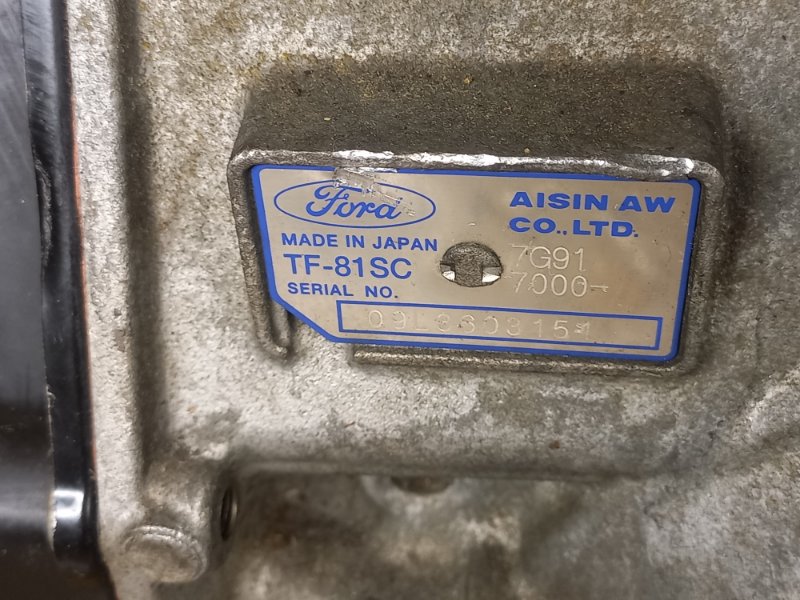 Ford
AISIN AW
CO.,LTD.
MADE IN JAPAN
TF-81SC
7G91
7000-
SERIAL NO.